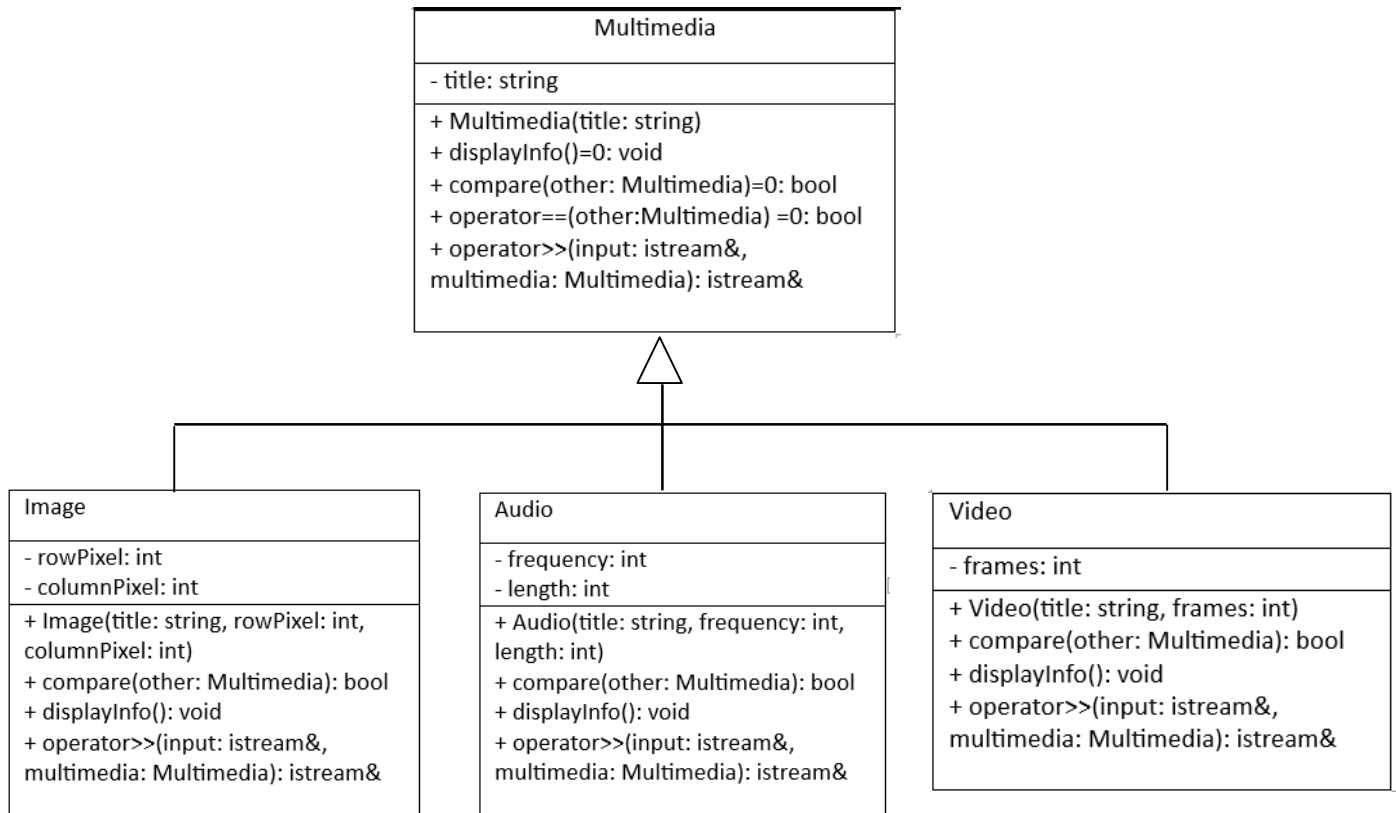 Multimedia
- title: string
+ Multimedia(title: string)
+ displayInfo()=0: void
+ compare(other: Multimedia)=0: bool
+ operator==(other:Multimedia) =0: bool
+ operator>>(input: istream&,
multimedia: Multimedia): istream&
Image
- rowPixel: int
- columnPixel: int
+ Image(title: string, rowPixel: int,
columnPixel: int)
+ compare(other: Multimedia): bool
+ displayInfo(): void
+ operator>>(input: istream&,
multimedia: Multimedia): istream&
Audio
- frequency: int
- length: int
+ Audio(title: string, frequency: int,
length: int)
+ compare(other: Multimedia): bool
+ displayInfo(): void
+ operator>>(input: istream&,
multimedia: Multimedia): istream&
Video
- frames: int
+ Video(title: string, frames: int)
+ compare(other: Multimedia): bool
+ displayInfo(): void
+ operator>>(input: istream&,
multimedia: Multimedia): istream&